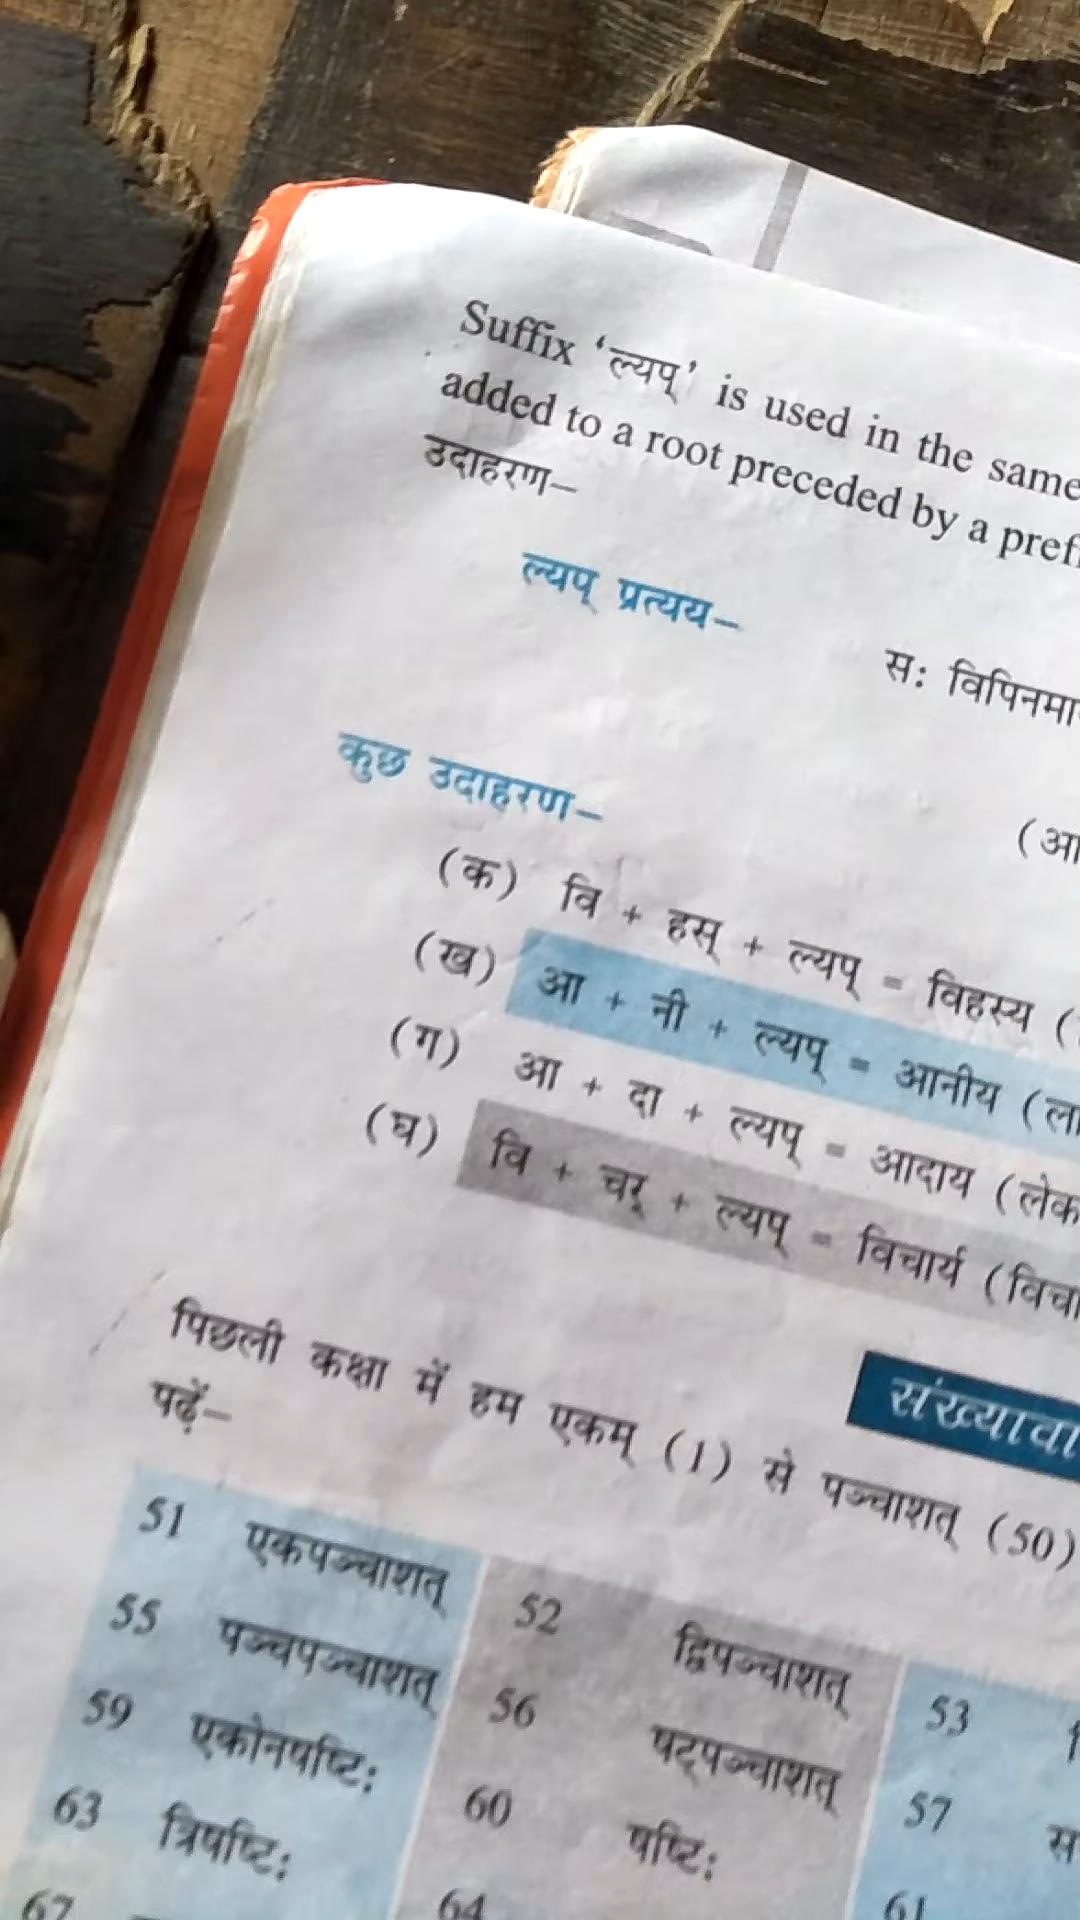 Suffix 'ल्यप्' is used in the same
added to a root preceded by a
उदाहरण–
ल्यप् प्रत्यय–
सः
कुछ उदाहरण–
(क) वि + हस् + ल्यप् = विहस्य (
(ख) आ + नी + ल्यप् = आनीय (
(ग) आ + दा + ल्यप् = आदाय (
(घ) वि + चर् + ल्यप् = विचार्य (
पिछली कक्षा में हम एकम् (1) से पञ्चाशत् (50)
पढ़ें–
51 एकपञ्चाशत् 52 द्विपञ्चाशत् 53
55 पञ्चपञ्चाशत् 56 षट्पञ्चाशत् 57
59 एकोनषष्टिः 60 षष्टिः 61
63 त्रिषष्टिः 64
67